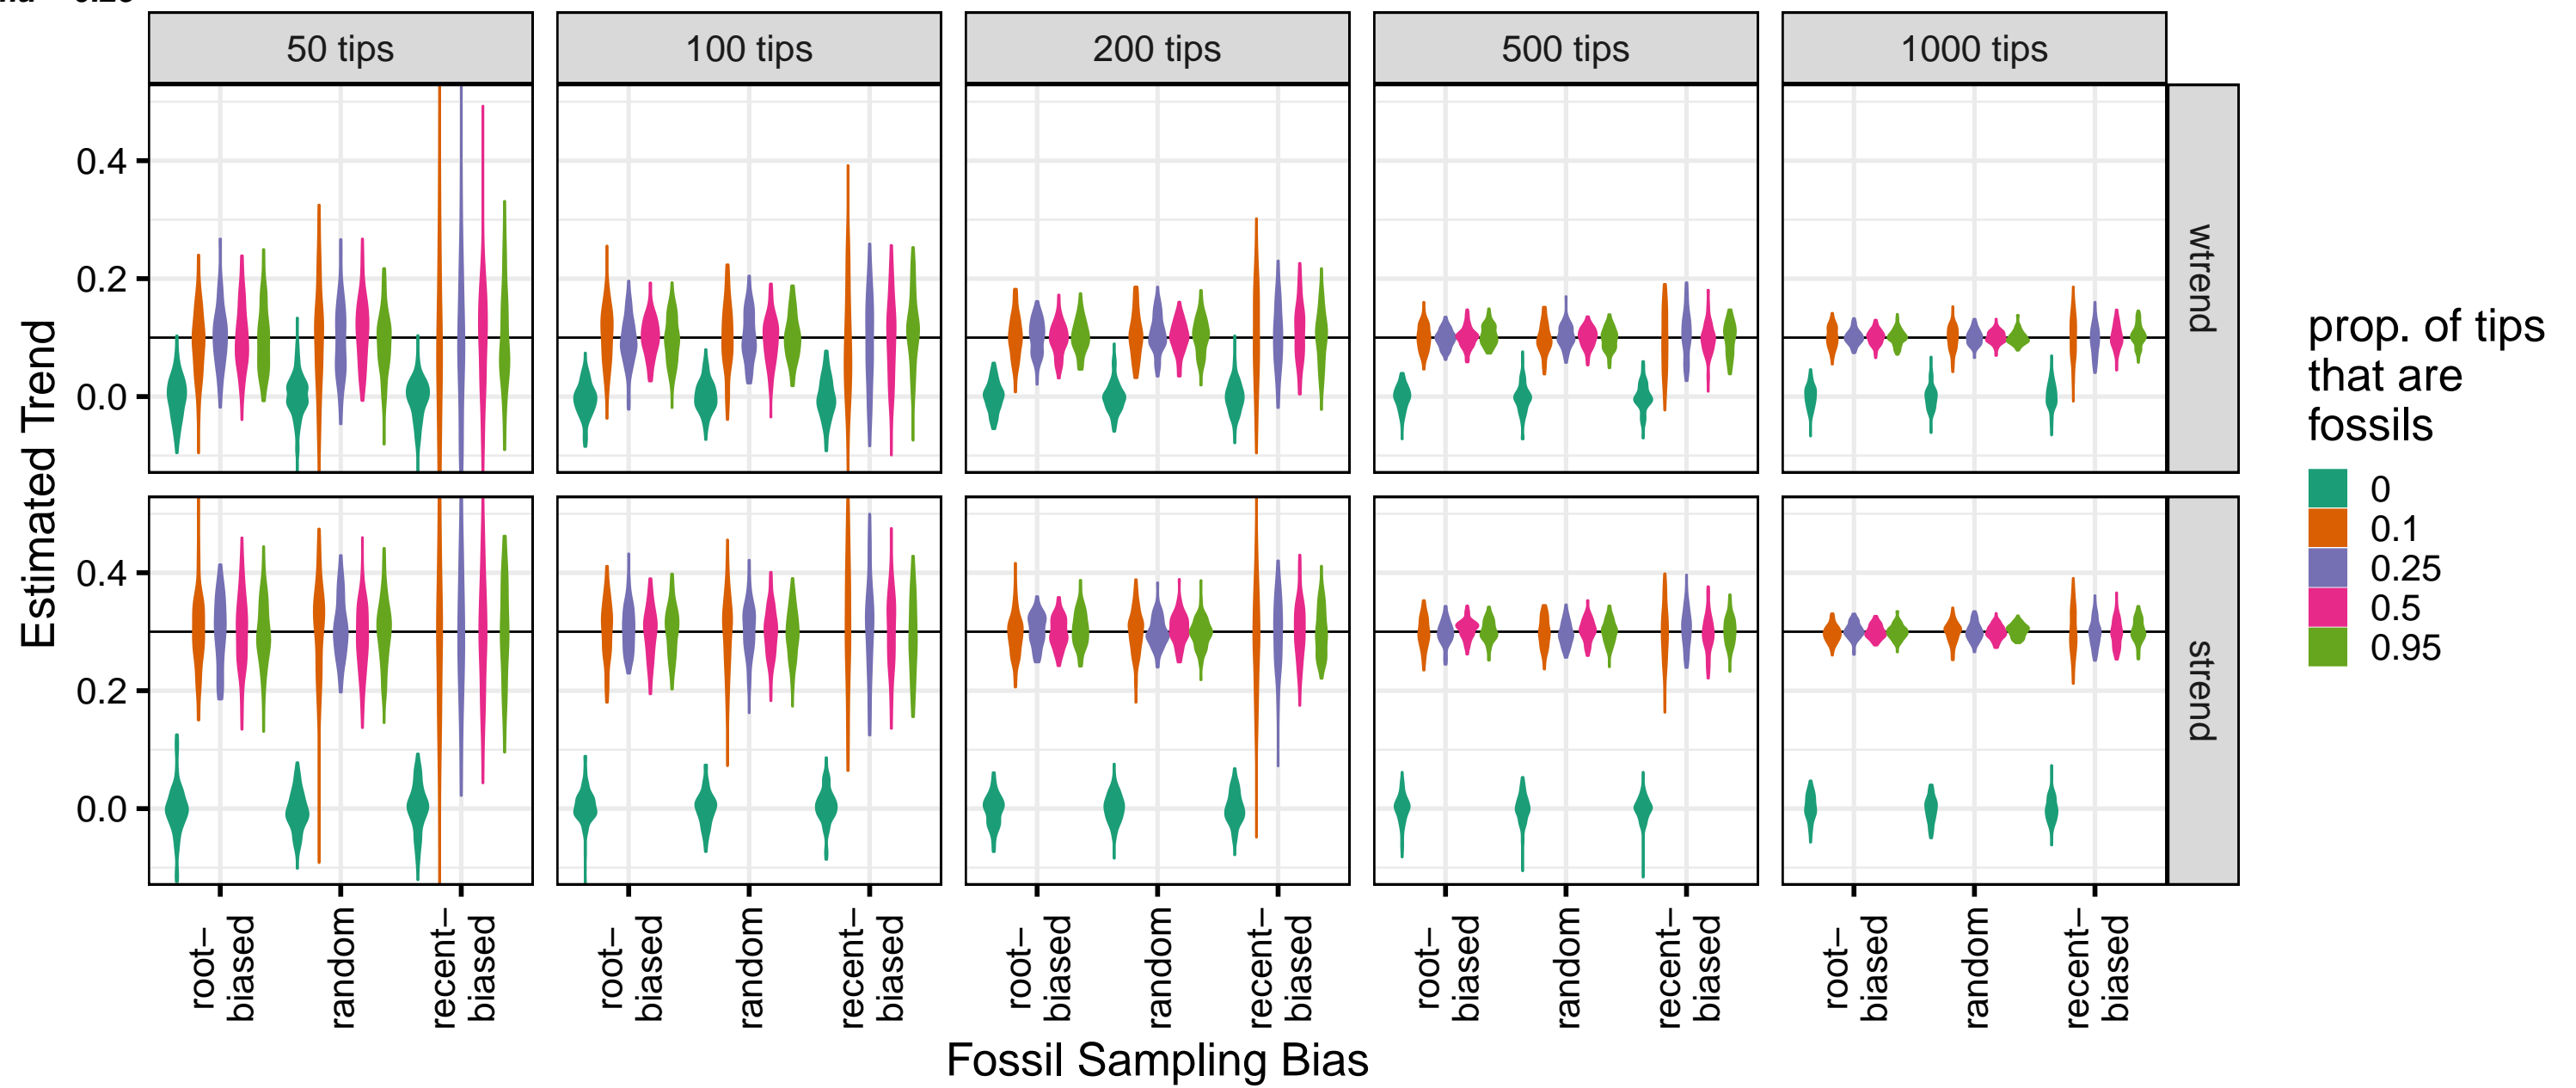 50 tips
100 tips
200 tips
500 tips
1000 tips
0.4
0.2
0.0
wtrend
0.4
0.2
0.0
strend
Estimated Trend
root–
biased
random
recent–
biased
root–
biased
random
recent–
biased
root–
biased
random
recent–
biased
root–
biased
random
recent–
biased
root–
biased
random
recent–
biased
Fossil Sampling Bias
prop. of tips
that are
fossils
0
0.1
0.25
0.5
0.95